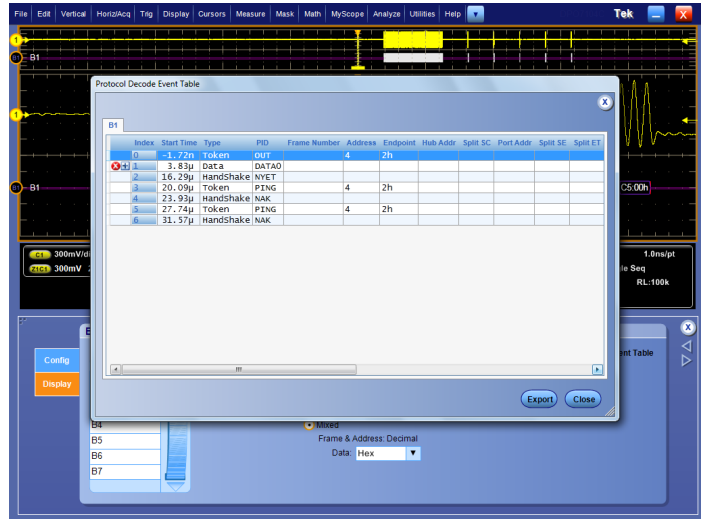 File Edit Vertical Horiz/Acq Trig Display Cursors Measure Mask Math MyScope Analyze Utilities Help Tek X
1
B1 B1
Protocol Decode Event Table
X
B1
Index Start Time Type PID Frame Number Address Endpoint Hub Addr Split SC Port Addr Split SE Split ET
0 -1.72n Token OUT 4 2h
1 3.83µ Data DATA0
2 16.29µ HandShake NYET
3 20.09µ Token PING 4 2h
4 23.93µ HandShake NAK
5 27.74µ Token PING 4 2h
6 31.57µ HandShake NAK
1
B1 B1 C5:00h
C1 300mV/di 1.0ns/pt
Z1C1 300mV le Seq
RL:100k
X
E
Config ent Table
Display
Export Close
B4 Mixed
B5 Frame & Address: Decimal
B6 Data: Hex
B7